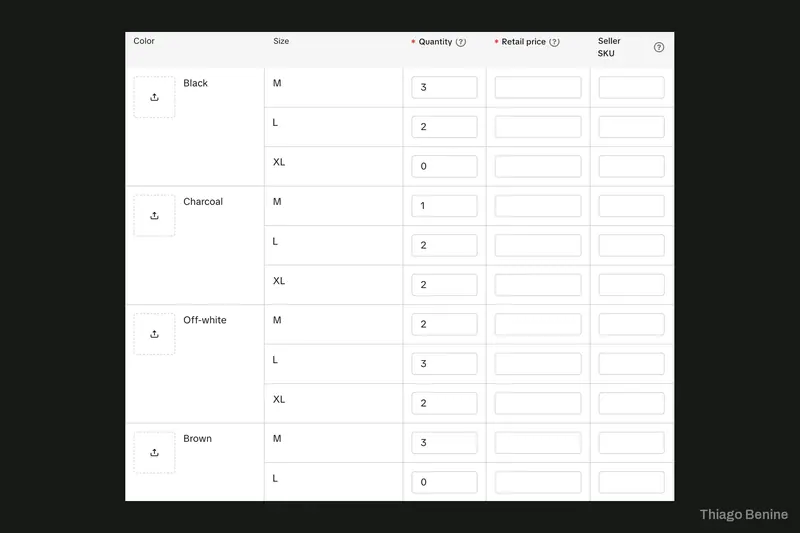 Color Size * Quantity ? * Retail price ? Seller SKU ?
Black M 3
L 2
XL 0
Charcoal M 1
L 2
XL 2
Off-white M 2
L 3
XL 2
Brown M 3
L 0
Thiago Benine